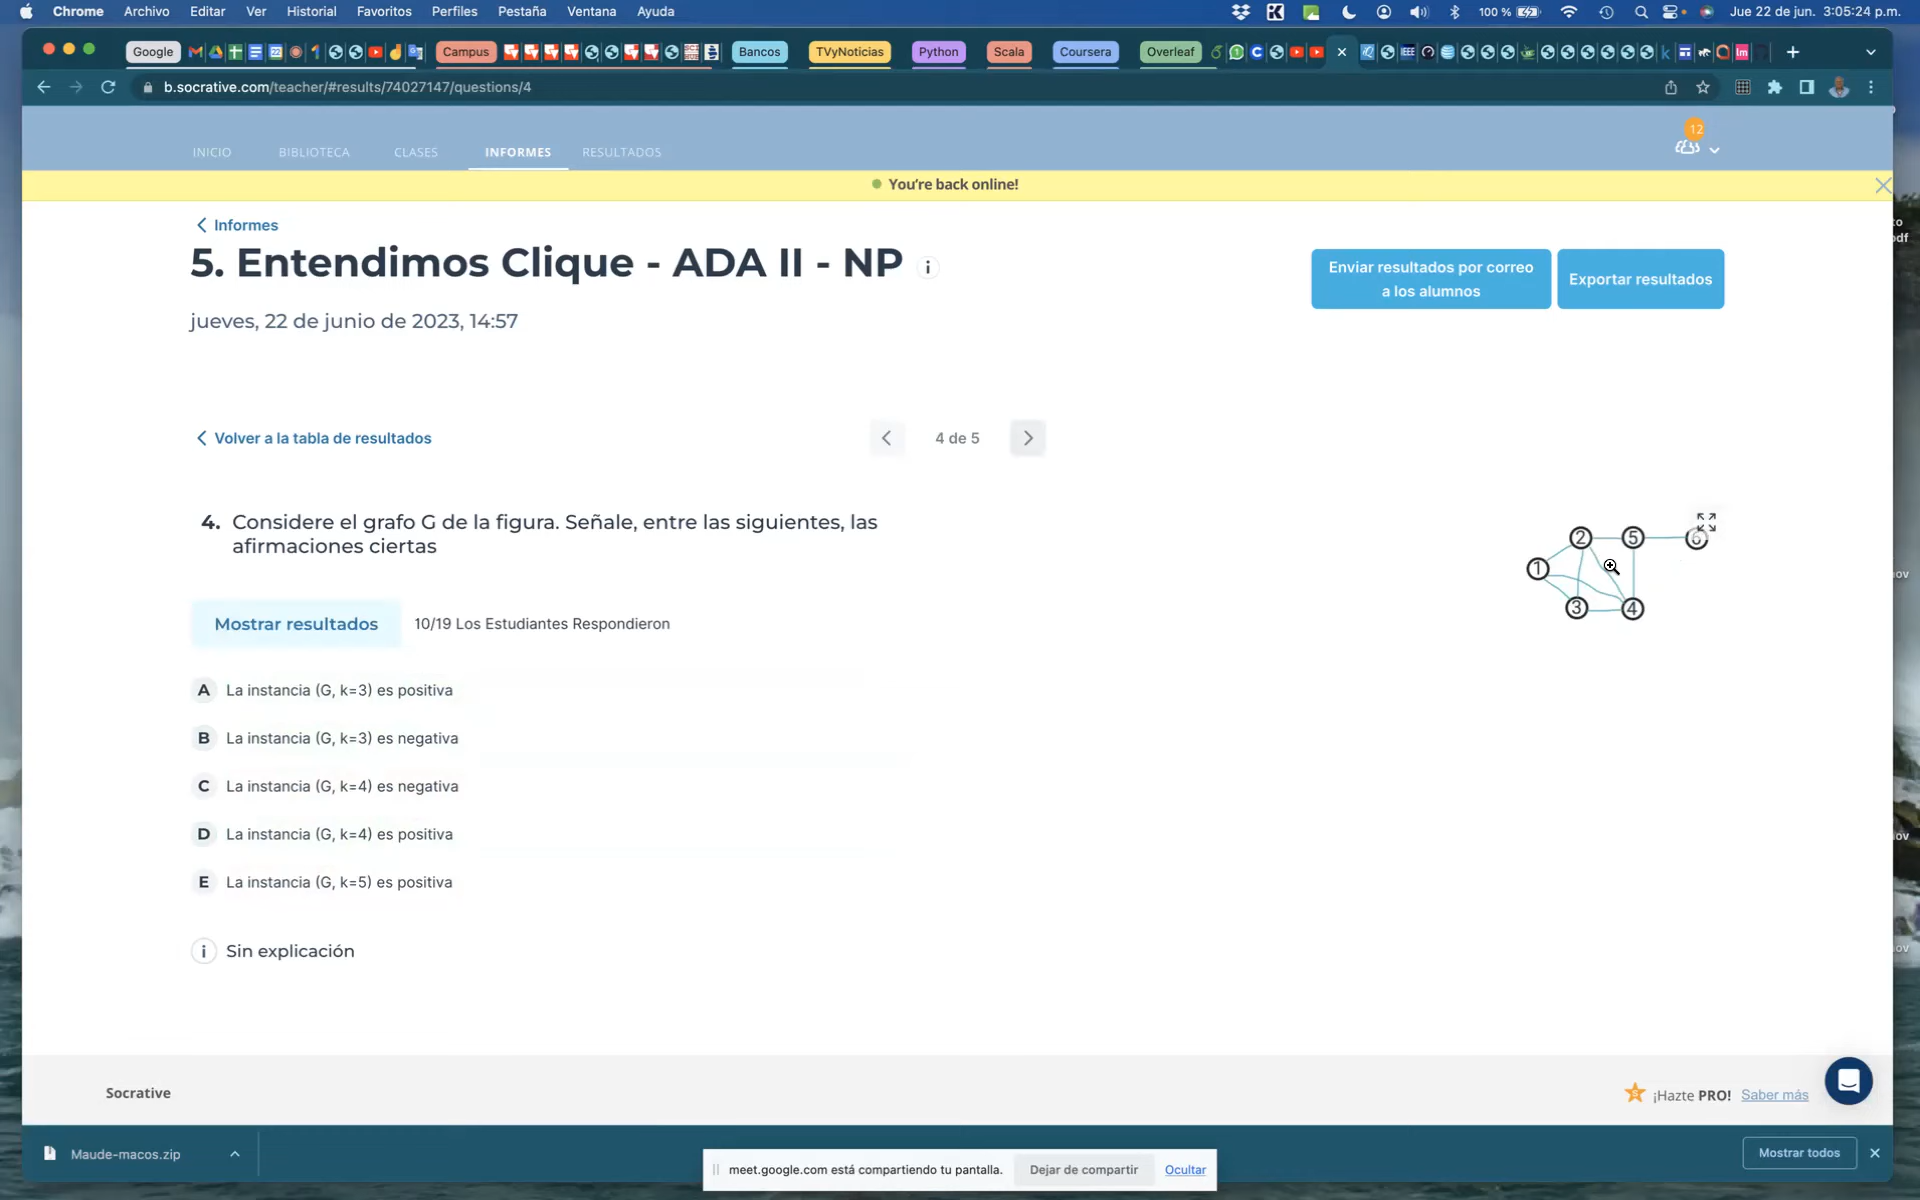 Chrome Archivo Editar Ver Historial Favoritos Perfiles Pestaña Ventana Ayuda 100 % Jue 22 de jun. 3:05:24 p.m.
Google Campus Bancos TVyNoticias Python Scala Coursera Overleaf
b.socrative.com/teacher/#results/74027147/questions/4
INICIO BIBLIOTECA CLASES INFORMES RESULTADOS 12
You're back online!
Informes
5. Entendimos Clique - ADA II - NP
Enviar resultados por correo
a los alumnos
Exportar resultados
jueves, 22 de junio de 2023, 14:57
Volver a la tabla de resultados 4 de 5
4. Considere el grafo G de la figura. Señale, entre las siguientes, las
afirmaciones ciertas
2 5 6
1
3 4
Mostrar resultados 10/19 Los Estudiantes Respondieron
A La instancia (G, k=3) es positiva
B La instancia (G, k=3) es negativa
C La instancia (G, k=4) es negativa
D La instancia (G, k=4) es positiva
E La instancia (G, k=5) es positiva
i Sin explicación
Socrative ¡Hazte PRO! Saber más
Maude-macos.zip Mostrar todos
meet.google.com está compartiendo tu pantalla. Dejar de compartir Ocultar